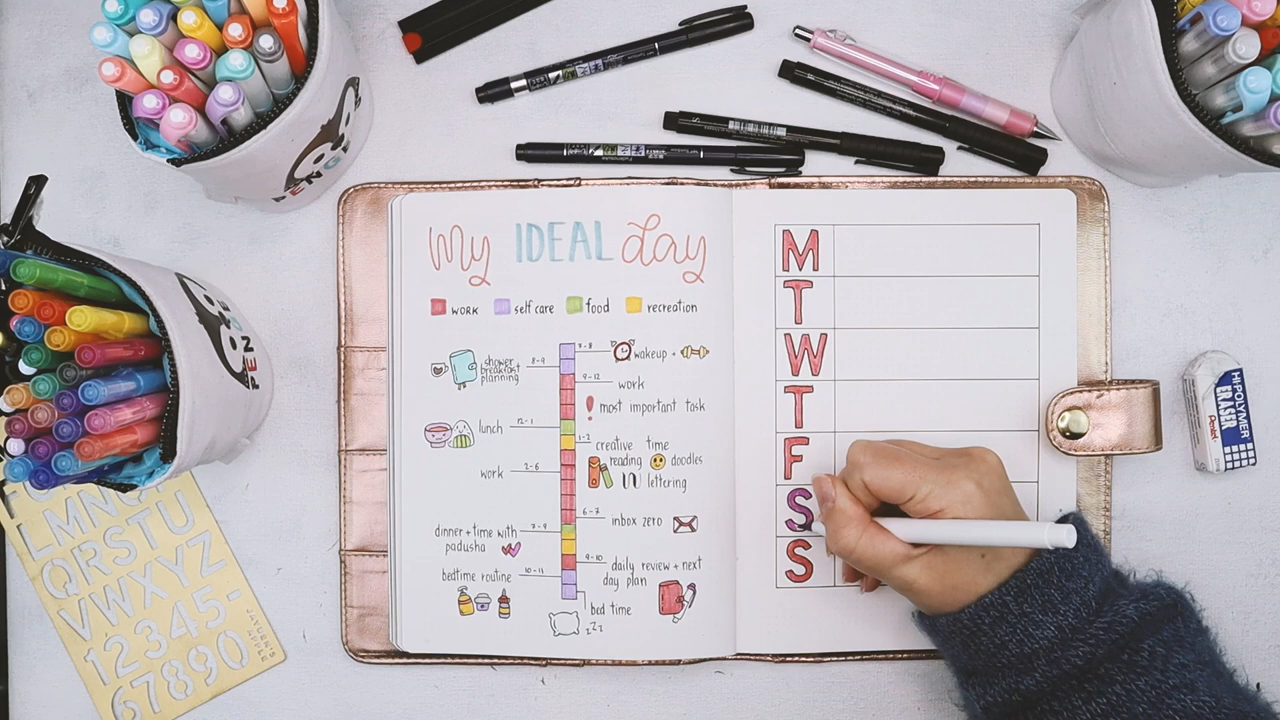 My IDEAL day
WORK self care food recreation
7-8 wakeup +
shower 8-9
breakfast
planning
9-12 work
most important task
lunch 12-1
1-2 creative time
reading doodles
lettering
work 2-6
6-7 inbox zero
dinner + time with 7-9
padusha
9-10 daily review + next
day plan
bedtime routine 10-11
bed time
zzz
M
T
W
T
F
S
S
PENGEL
HI-POLYMER
ERASER
Pentel
LMNO
QRSTU
VWXYZ
12345-
67890